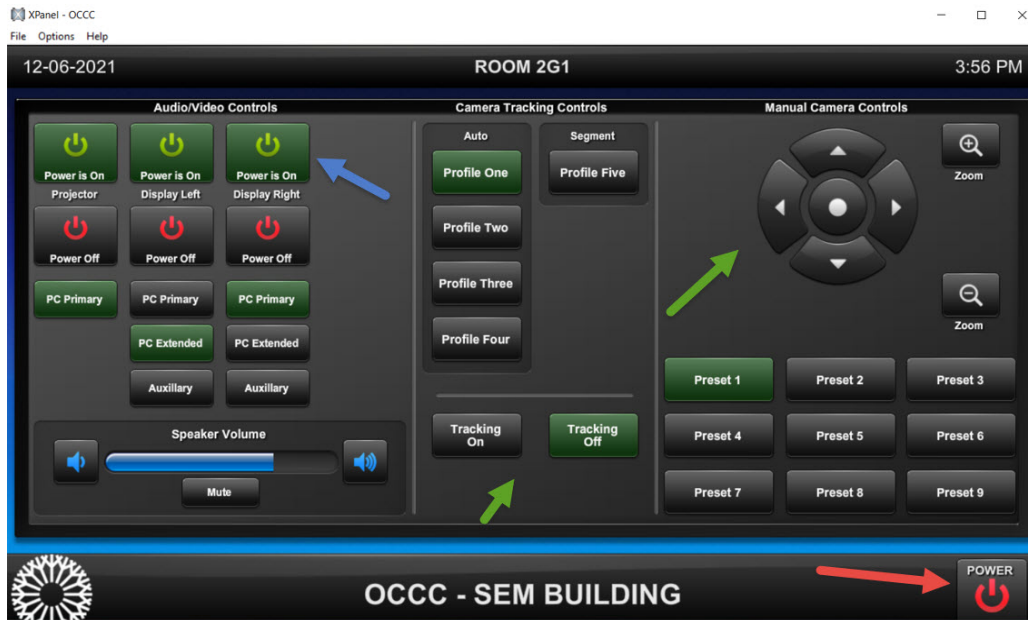 XPanel - OCCC
File Options Help
12-06-2021
ROOM 2G1
3:56 PM
Audio/Video Controls
Power is On
Power is On
Power is On
Projector
Display Left
Display Right
Power Off
Power Off
Power Off
PC Primary
PC Primary
PC Primary
PC Extended
PC Extended
Auxillary
Auxillary
Speaker Volume
Mute
Camera Tracking Controls
Auto
Segment
Profile One
Profile Five
Profile Two
Profile Three
Profile Four
Tracking
On
Tracking
Off
Manual Camera Controls
Zoom
Zoom
Preset 1
Preset 2
Preset 3
Preset 4
Preset 5
Preset 6
Preset 7
Preset 8
Preset 9
OCCC - SEM BUILDING
POWER